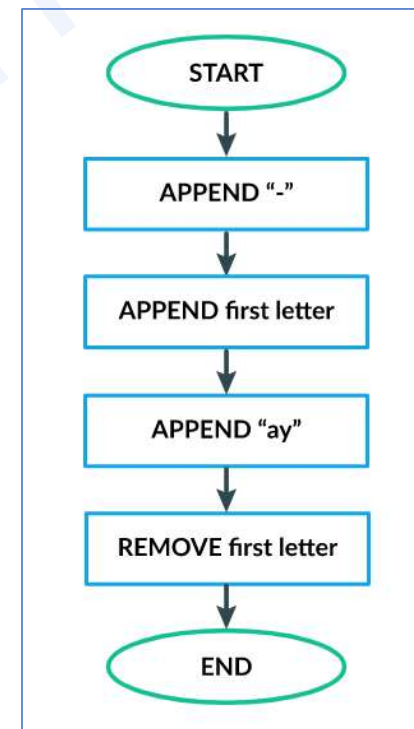 START
APPEND “-”
APPEND first letter
APPEND “ay”
REMOVE first letter
END